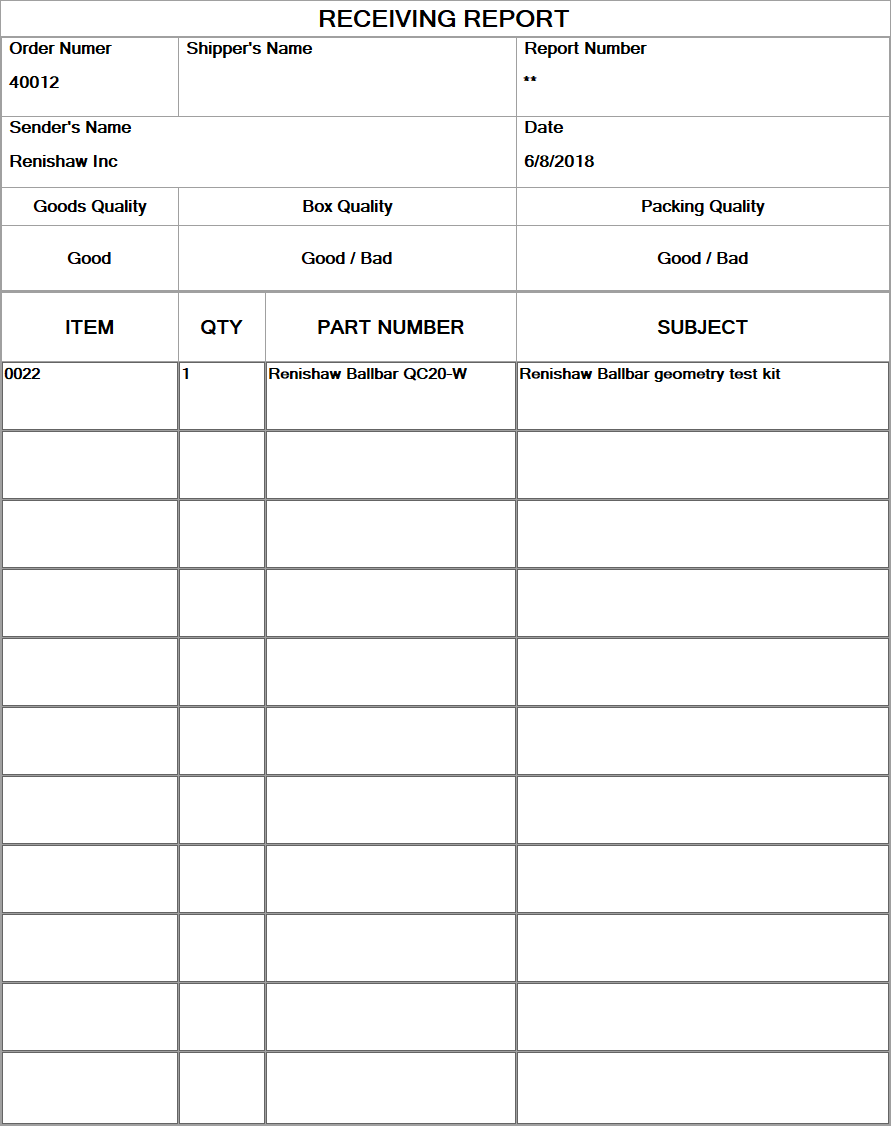 RECEIVING REPORT
Order Numer
Shipper's Name
Report Number
40012
**
Sender's Name
Date
Renishaw Inc
6/8/2018
Goods Quality
Box Quality
Packing Quality
Good
Good / Bad
Good / Bad
ITEM
QTY
PART NUMBER
SUBJECT
0022
1
Renishaw Ballbar QC20-W
Renishaw Ballbar geometry test kit